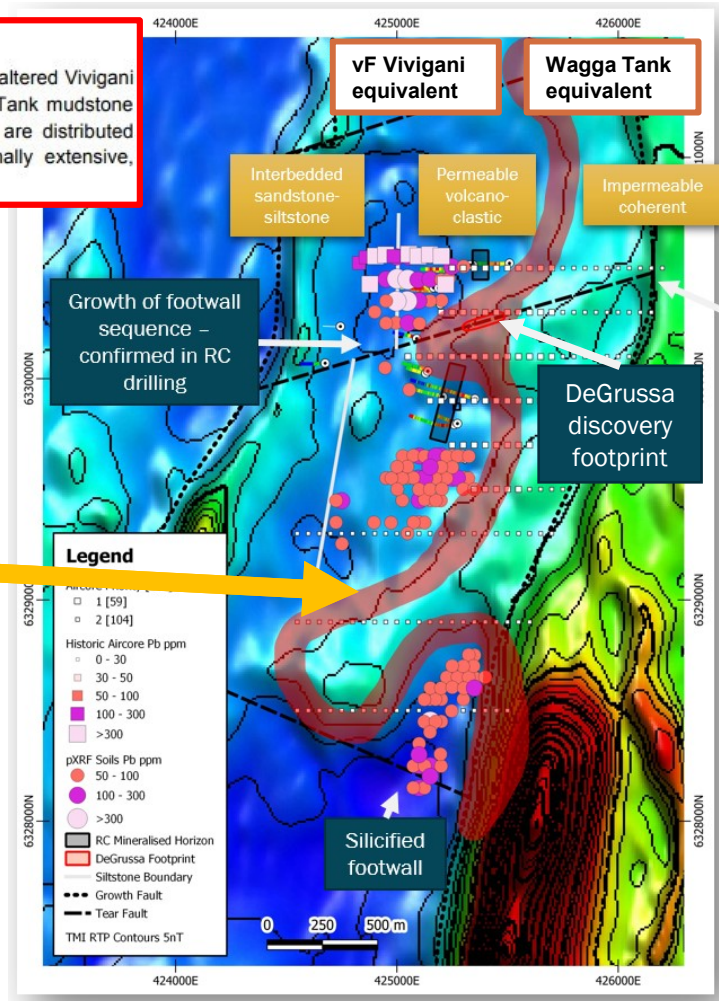 altered Vivigani
Tank mudstone
are distributed
nally extensive,
424000E
425000E
426000E
vF Vivigani
equivalent
Wagga Tank
equivalent
Interbedded
sandstone-
siltstone
Permeable
volcano-
clastic
Impermeable
coherent
Growth of footwall
sequence –
confirmed in RC
drilling
6330000N
6330000N
DeGrussa
discovery
footprint
6329000N
6329000N
6328000N
6328000N
Silicified
footwall
Legend
1 [59]
2 [104]
Historic Aircore Pb ppm
0 - 30
30 - 50
50 - 100
100 - 300
>300
pXRF Soils Pb ppm
50 - 100
100 - 300
>300
RC Mineralised Horizon
DeGrussa Footprint
Siltstone Boundary
Growth Fault
Tear Fault
TMI RTP Contours 5nT
0 250 500 m
424000E
425000E
426000E